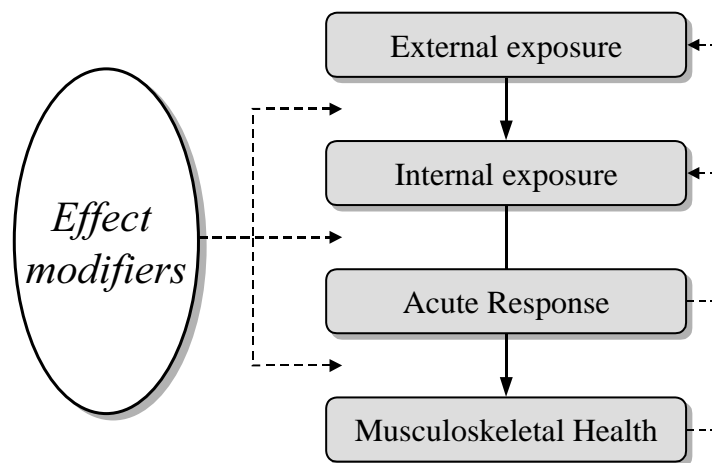 External exposure
Internal exposure
Effect
modifiers
Acute Response
Musculoskeletal Health